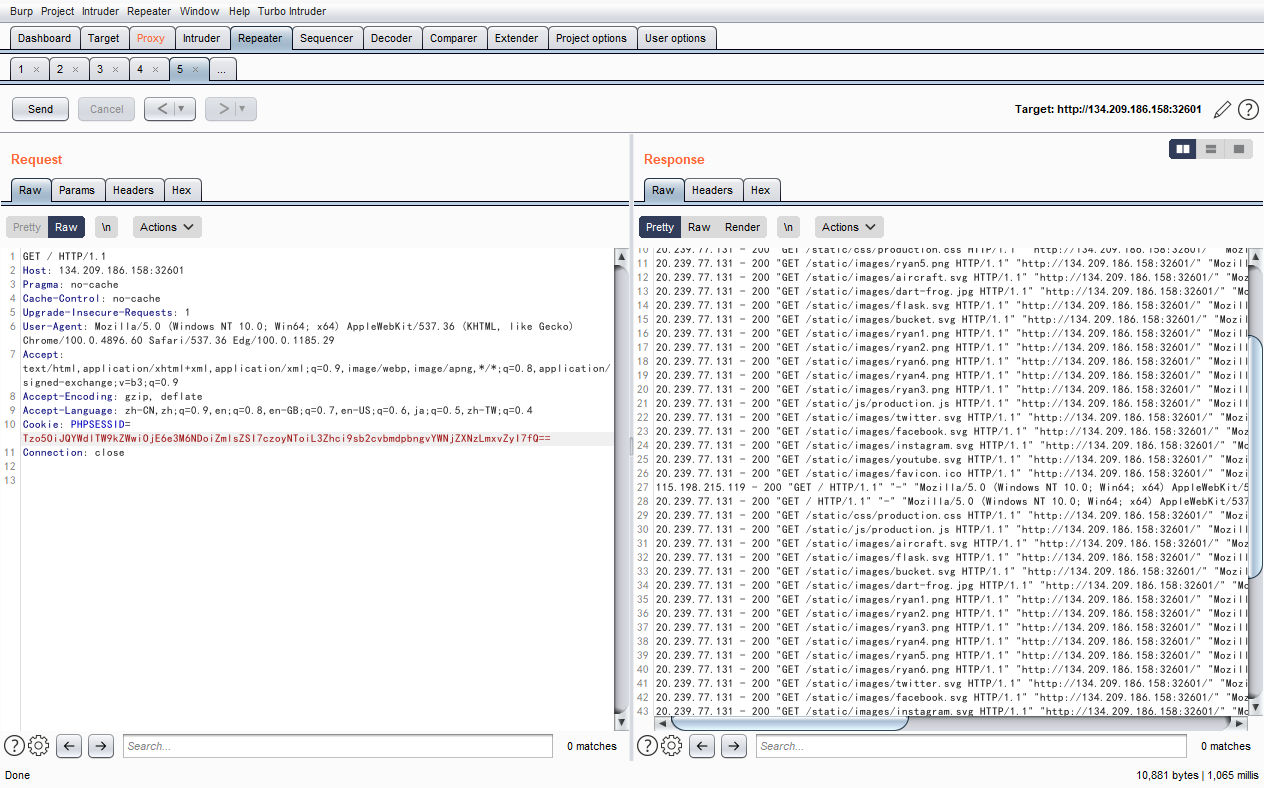 Burp Project Intruder Repeater Window Help Turbo Intruder
Dashboard Target Proxy Intruder Repeater Sequencer Decoder Comparer Extender Project options User options
1 × 2 × 3 × 4 × 5 × ...
Send Cancel < > Target: http://134.209.186.158:32601
Request
Raw Params Headers Hex
Pretty Raw \n Actions
1 GET / HTTP/1.1
2 Host: 134.209.186.158:32601
3 Pragma: no-cache
4 Cache-Control: no-cache
5 Upgrade-Insecure-Requests: 1
6 User-Agent: Mozilla/5.0 (Windows NT 10.0; Win64; x64) AppleWebKit/537.36 (KHTML, like Gecko)
Chrome/100.0.4896.60 Safari/537.36 Edg/100.0.1185.29
7 Accept:
text/html,application/xhtml+xml,application/xml;q=0.9,image/webp,image/apng,*/*;q=0.8,application/
signed-exchange;v=b3;q=0.9
8 Accept-Encoding: gzip, deflate
9 Accept-Language: zh-CN,zh;q=0.9,en;q=0.8,en-GB;q=0.7,en-US;q=0.6,ja;q=0.5,zh-TW;q=0.4
10 Cookie: PHPSESSID=
Tzo5OiJQYWdlTW9kZWwiOjE6e3M6NDoiZmlsZSI7czoyNToiL3Zhci9sb2cvbmdpbngvYWNjZXNzLmxvZyI7fQ==
11 Connection: close
12
13
Search... 0 matches
Done
Response
Raw Headers Hex
Pretty Raw Render \n Actions
10 20.239.77.131 - 200 "GET /static/css/production.css HTTP/1.1" "http://134.209.186.158:32601/" "Mozi
11 20.239.77.131 - 200 "GET /static/images/ryan5.png HTTP/1.1" "http://134.209.186.158:32601/" "Mozill
12 20.239.77.131 - 200 "GET /static/images/aircraft.svg HTTP/1.1" "http://134.209.186.158:32601/" "Moz
13 20.239.77.131 - 200 "GET /static/images/dart-frog.jpg HTTP/1.1" "http://134.209.186.158:32601/" "Mo
14 20.239.77.131 - 200 "GET /static/images/flask.svg HTTP/1.1" "http://134.209.186.158:32601/" "Mozill
15 20.239.77.131 - 200 "GET /static/images/bucket.svg HTTP/1.1" "http://134.209.186.158:32601/" "Mozil
16 20.239.77.131 - 200 "GET /static/images/ryan1.png HTTP/1.1" "http://134.209.186.158:32601/" "Mozill
17 20.239.77.131 - 200 "GET /static/images/ryan2.png HTTP/1.1" "http://134.209.186.158:32601/" "Mozill
18 20.239.77.131 - 200 "GET /static/images/ryan6.png HTTP/1.1" "http://134.209.186.158:32601/" "Mozill
19 20.239.77.131 - 200 "GET /static/images/ryan4.png HTTP/1.1" "http://134.209.186.158:32601/" "Mozill
20 20.239.77.131 - 200 "GET /static/images/ryan3.png HTTP/1.1" "http://134.209.186.158:32601/" "Mozill
21 20.239.77.131 - 200 "GET /static/js/production.js HTTP/1.1" "http://134.209.186.158:32601/" "Mozill
22 20.239.77.131 - 200 "GET /static/images/twitter.svg HTTP/1.1" "http://134.209.186.158:32601/" "Mozi
23 20.239.77.131 - 200 "GET /static/images/facebook.svg HTTP/1.1" "http://134.209.186.158:32601/" "Moz
24 20.239.77.131 - 200 "GET /static/images/instagram.svg HTTP/1.1" "http://134.209.186.158:32601/" "Mo
25 20.239.77.131 - 200 "GET /static/images/youtube.svg HTTP/1.1" "http://134.209.186.158:32601/" "Mozi
26 20.239.77.131 - 200 "GET /static/images/favicon.ico HTTP/1.1" "http://134.209.186.158:32601/" "Mozi
27 115.198.215.119 - 200 "GET / HTTP/1.1" "-" "Mozilla/5.0 (Windows NT 10.0; Win64; x64) AppleWebKit/5
28 20.239.77.131 - 200 "GET / HTTP/1.1" "-" "Mozilla/5.0 (Windows NT 10.0; Win64; x64) AppleWebKit/537
29 20.239.77.131 - 200 "GET /static/css/production.css HTTP/1.1" "http://134.209.186.158:32601/" "Mozi
30 20.239.77.131 - 200 "GET /static/js/production.js HTTP/1.1" "http://134.209.186.158:32601/" "Mozill
31 20.239.77.131 - 200 "GET /static/images/aircraft.svg HTTP/1.1" "http://134.209.186.158:32601/" "Moz
32 20.239.77.131 - 200 "GET /static/images/flask.svg HTTP/1.1" "http://134.209.186.158:32601/" "Mozill
33 20.239.77.131 - 200 "GET /static/images/bucket.svg HTTP/1.1" "http://134.209.186.158:32601/" "Mozil
34 20.239.77.131 - 200 "GET /static/images/dart-frog.jpg HTTP/1.1" "http://134.209.186.158:32601/" "Mo
35 20.239.77.131 - 200 "GET /static/images/ryan1.png HTTP/1.1" "http://134.209.186.158:32601/" "Mozill
36 20.239.77.131 - 200 "GET /static/images/ryan2.png HTTP/1.1" "http://134.209.186.158:32601/" "Mozill
37 20.239.77.131 - 200 "GET /static/images/ryan3.png HTTP/1.1" "http://134.209.186.158:32601/" "Mozill
38 20.239.77.131 - 200 "GET /static/images/ryan4.png HTTP/1.1" "http://134.209.186.158:32601/" "Mozill
39 20.239.77.131 - 200 "GET /static/images/ryan5.png HTTP/1.1" "http://134.209.186.158:32601/" "Mozill
40 20.239.77.131 - 200 "GET /static/images/ryan6.png HTTP/1.1" "http://134.209.186.158:32601/" "Mozill
41 20.239.77.131 - 200 "GET /static/images/twitter.svg HTTP/1.1" "http://134.209.186.158:32601/" "Mozi
42 20.239.77.131 - 200 "GET /static/images/facebook.svg HTTP/1.1" "http://134.209.186.158:32601/" "Moz
43 20.239.77.131 - 200 "GET /static/images/instagram.svg HTTP/1.1" "http://134.209.186.158:32601/" "Mo
Search... 0 matches
10,881 bytes | 1,065 millis